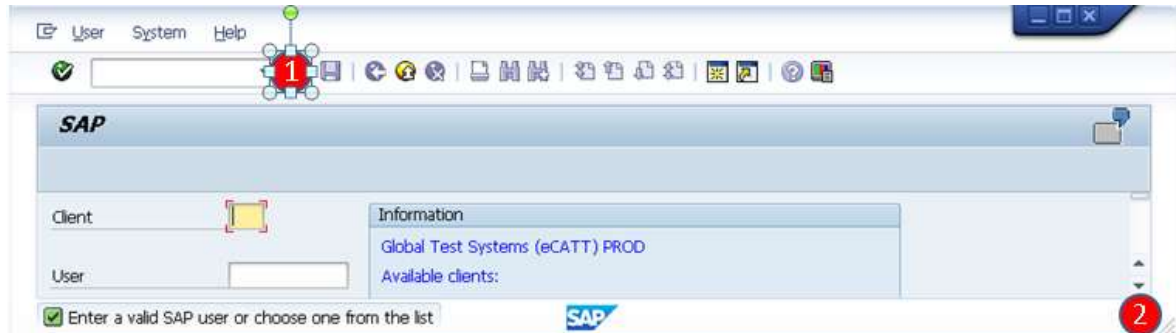 User System Help
1
SAP
Client
Information
Global Test Systems (eCATT) PROD
User
Available clients:
Enter a valid SAP user or choose one from the list
SAP
2